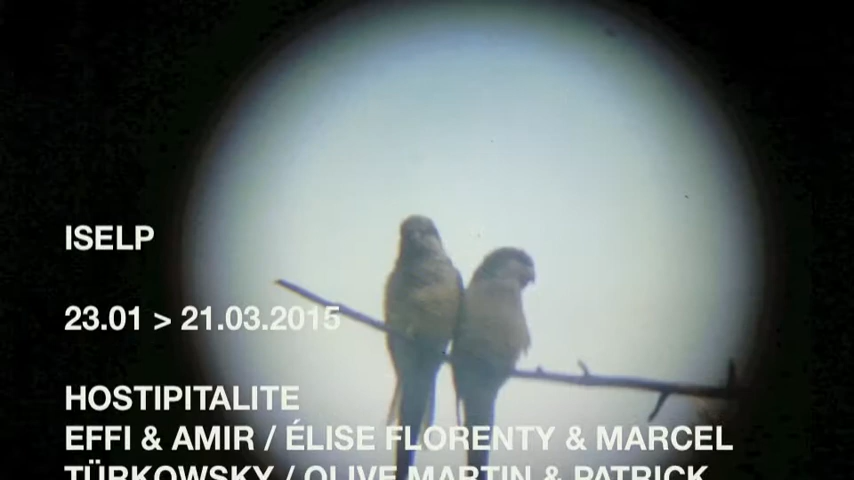 ISELP
23.01 > 21.03.2015
HOSTIPITALITE
EFFI & AMIR / ÉLISE FLORENTY & MARCEL
TÜRKOWSKY / OLIVE MARTIN & PATRICK